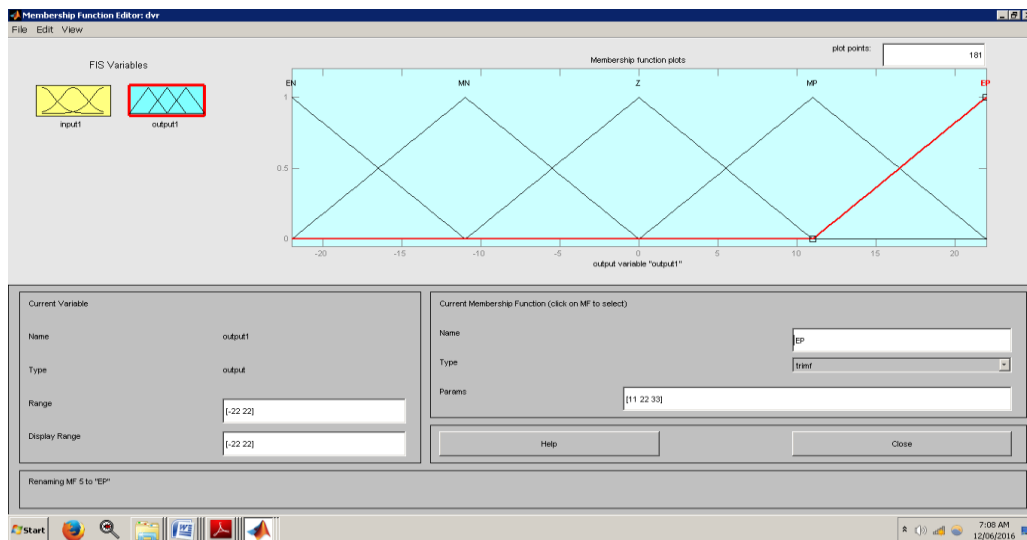 Membership Function Editor: dvr
File Edit View
FIS Variables
input1
output1
plot points:
181
Membership function plots
EN MN Z MP EP
1
0.5
0
-20 -15 -10 -5 0 5 10 15 20
output variable "output1"
Current Variable
Name output1
Type output
Range [-22 22]
Display Range [-22 22]
Current Membership Function (click on MF to select)
Name EP
Type trimf
Params [11 22 33]
Help Close
Renaming MF 5 to "EP"
Start
7:08 AM
12/06/2016